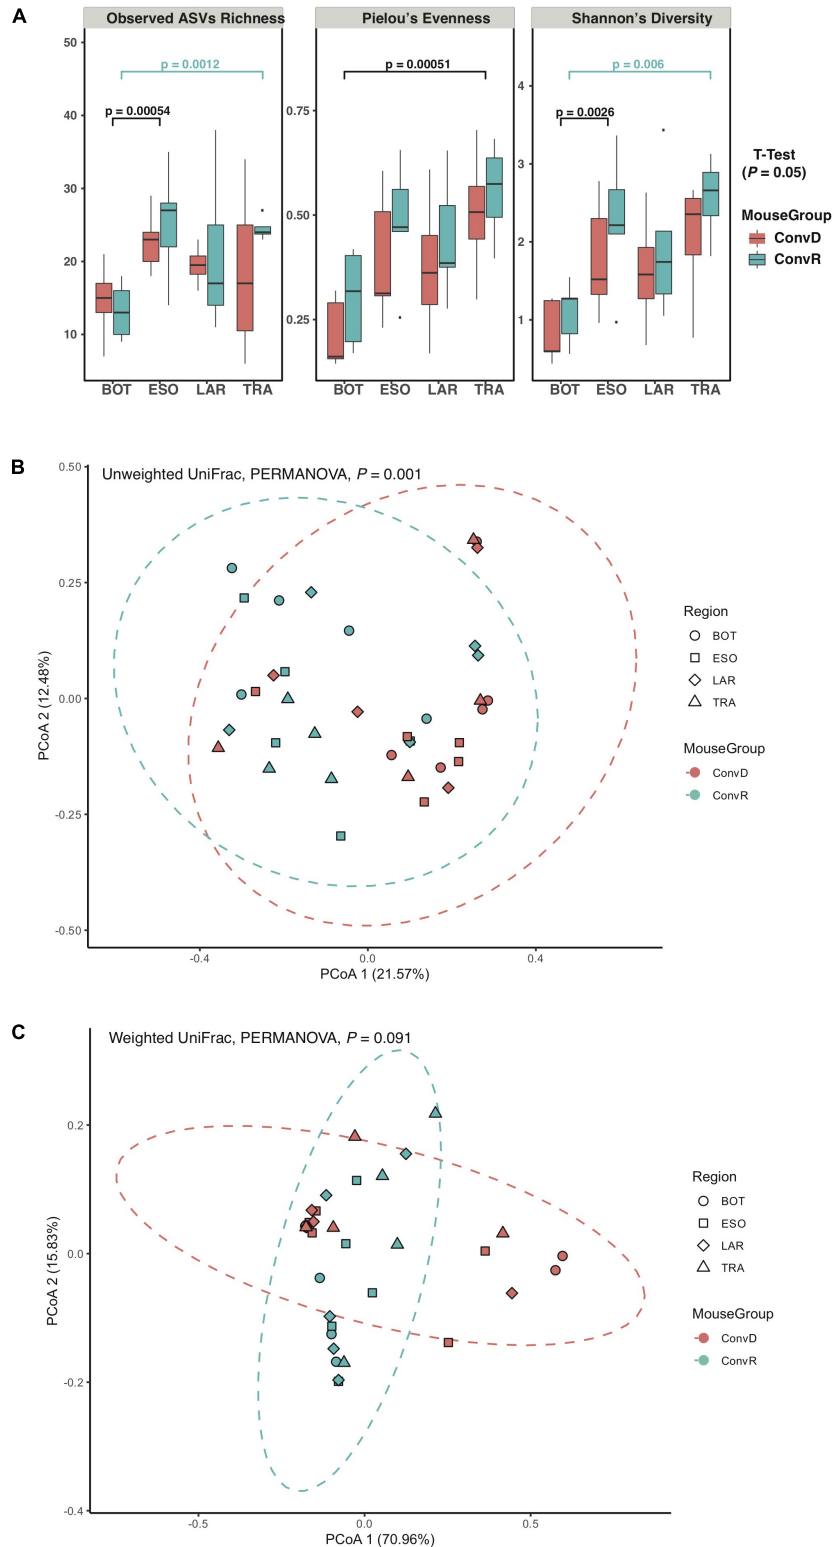 A
Observed ASVs Richness
Pielou's Evenness
Shannon's Diversity
50
40
30
20
10
p = 0.0012
p = 0.00054
BOT ESO LAR TRA
0.75
0.50
0.25
p = 0.00051
BOT ESO LAR TRA
4
3
2
1
p = 0.006
p = 0.0026
BOT ESO LAR TRA
T-Test
(P = 0.05)
MouseGroup
ConvD
ConvR
B
Unweighted UniFrac, PERMANOVA, P = 0.001
0.50
0.25
0.00
-0.25
-0.50
PCoA 2 (12.48%)
-0.4 0.0 0.4
PCoA 1 (21.57%)
Region
BOT
ESO
LAR
TRA
MouseGroup
ConvD
ConvR
C
Weighted UniFrac, PERMANOVA, P = 0.091
0.2
0.0
-0.2
-0.4
PCoA 2 (15.83%)
-0.5 0.0 0.5
PCoA 1 (70.96%)
Region
BOT
ESO
LAR
TRA
MouseGroup
ConvD
ConvR